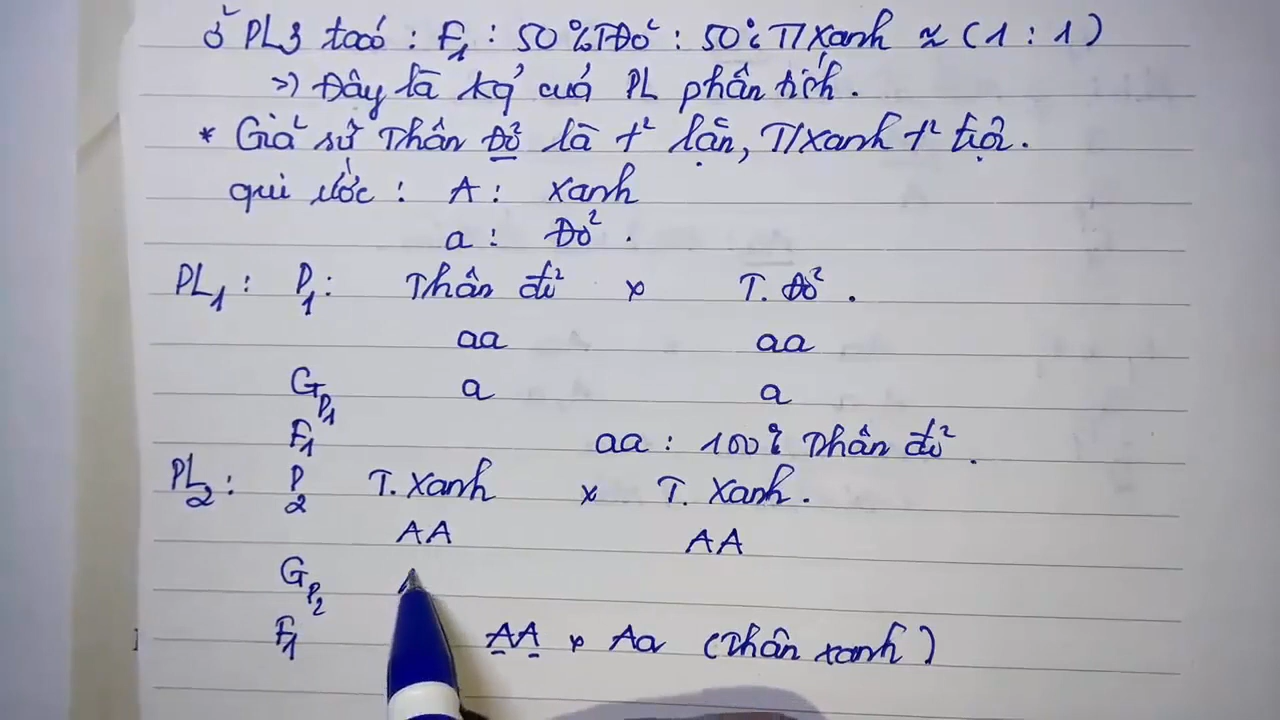 ở PL3 ta có : F1 : 50% T Đỏ : 50% T/Xanh ≈ (1 : 1)
=> Đây là kq̉ của PL phân tích.
* Giả sử Thân Đỏ là t² lặn, T/Xanh t² trội.
qui ước : A : Xanh
a : Đỏ .
PL1 : P1 : Thân đỏ x T. Đỏ .
aa aa
GP1 a a
F1 aa : 100% Thân đỏ .
PL2 : P2 T. Xanh x T. Xanh .
AA AA
GP2
F1 AA x Aa (Thân xanh)